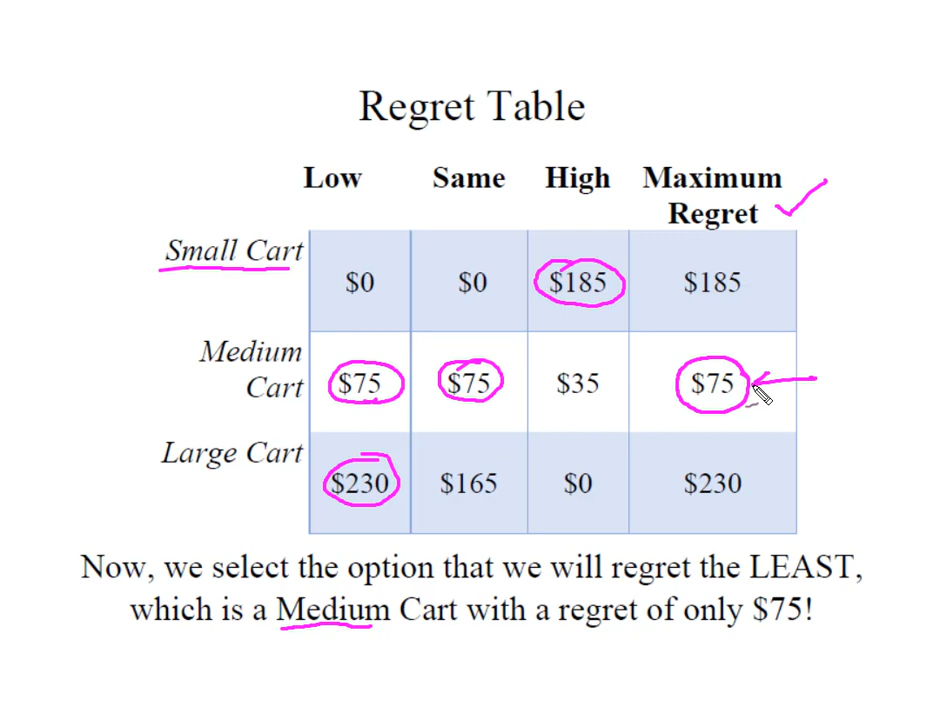 Regret Table
Low Same High Maximum
Regret
Small Cart
$0 $0 $185 $185
Medium
Cart $75 $75 $35 $75
Large Cart
$230 $165 $0 $230
Now, we select the option that we will regret the LEAST,
which is a Medium Cart with a regret of only $75!